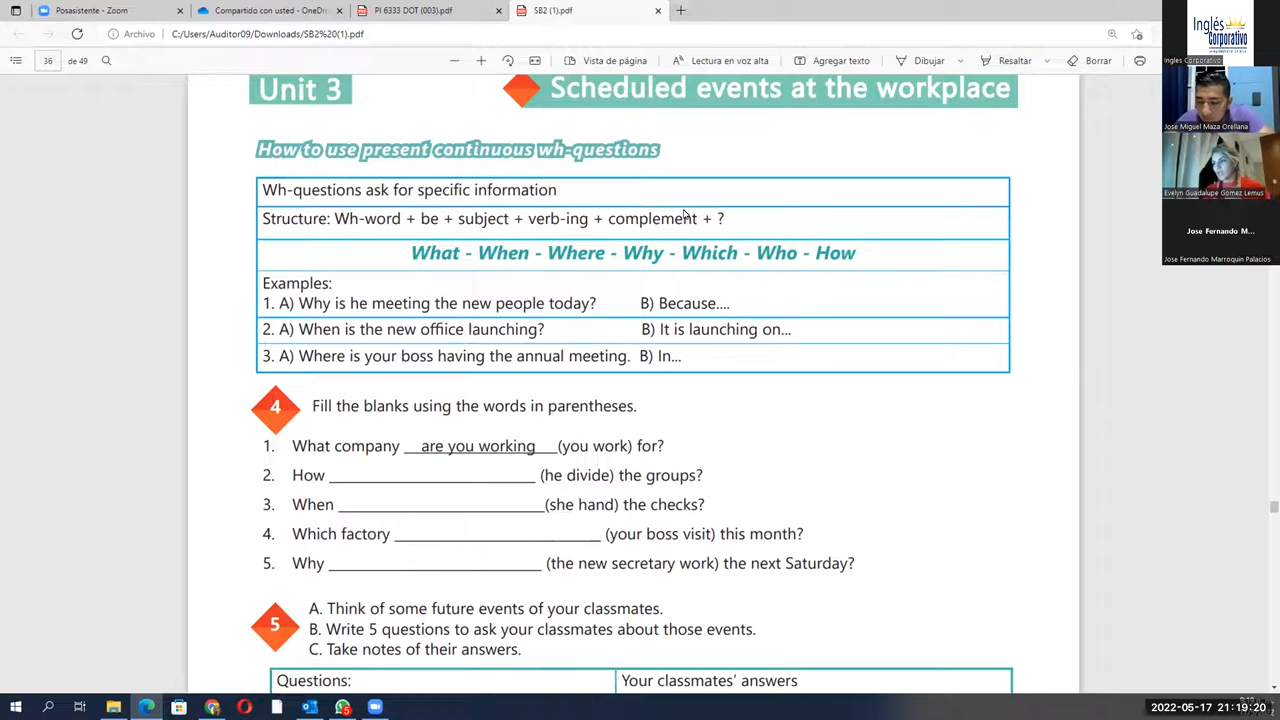 Posasistente - Zoom
Compartido con usted - OneDri
PI 6333 DOT (003).pdf
SB2 (1).pdf
Archivo
C:/Users/Auditor09/Downloads/SB2%20(1).pdf
36 de 49
Vista de página
Lectura en voz alta
Agregar texto
Dibujar
Resaltar
Borrar
Unit 3
Scheduled events at the workplace
How to use present continuous wh-questions
Wh-questions ask for specific information
Structure: Wh-word + be + subject + verb-ing + complement + ?
What - When - Where - Why - Which - Who - How
Examples:
1. A) Why is he meeting the new people today? B) Because....
2. A) When is the new office launching? B) It is launching on...
3. A) Where is your boss having the annual meeting. B) In...
4 Fill the blanks using the words in parentheses.
1. What company __are you working___(you work) for?
2. How ______________________ (he divide) the groups?
3. When ______________________(she hand) the checks?
4. Which factory ______________________ (your boss visit) this month?
5. Why _______________________ (the new secretary work) the next Saturday?
5
A. Think of some future events of your classmates.
B. Write 5 questions to ask your classmates about those events.
C. Take notes of their answers.
Questions: Your classmates' answers
Inglés
Corporativo
Inglés Corporativo
Jose Miguel Maza Orellana
Evelyn Guadalupe Gomez Lemus
Jose Fernando M...
Jose Fernando Marroquin Palacios
5
2022-05-17 21:19:20